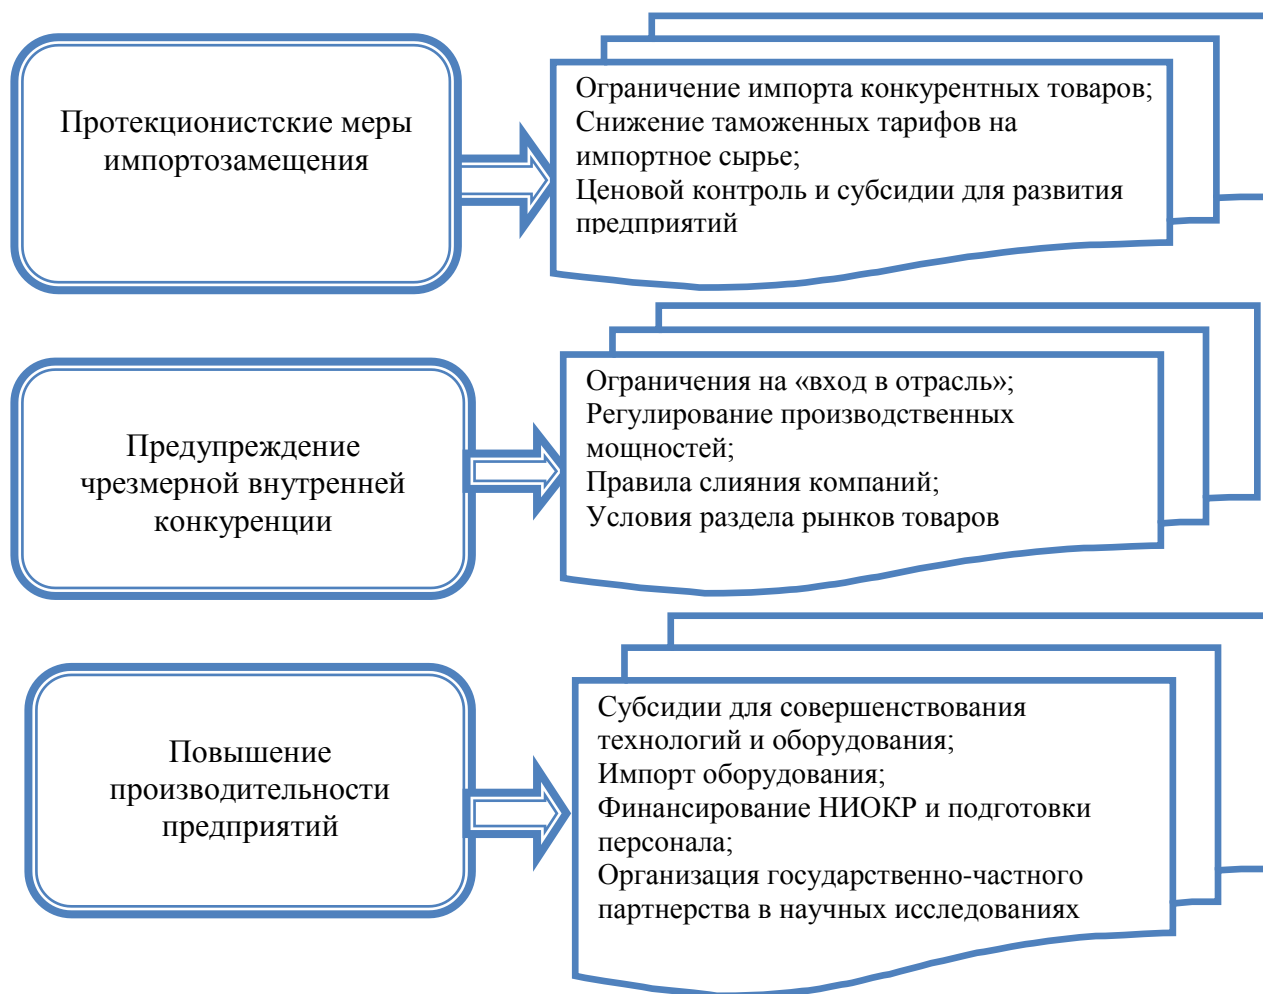 Протекционистские меры
импортозамещения
Ограничение импорта конкурентных товаров;
Снижение таможенных тарифов на
импортное сырье;
Ценовой контроль и субсидии для развития
предприятий
Предупреждение
чрезмерной внутренней
конкуренции
Ограничения на «вход в отрасль»;
Регулирование производственных
мощностей;
Правила слияния компаний;
Условия раздела рынков товаров
Повышение
производительности
предприятий
Субсидии для совершенствования
технологий и оборудования;
Импорт оборудования;
Финансирование НИОКР и подготовки
персонала;
Организация государственно-частного
партнерства в научных исследованиях